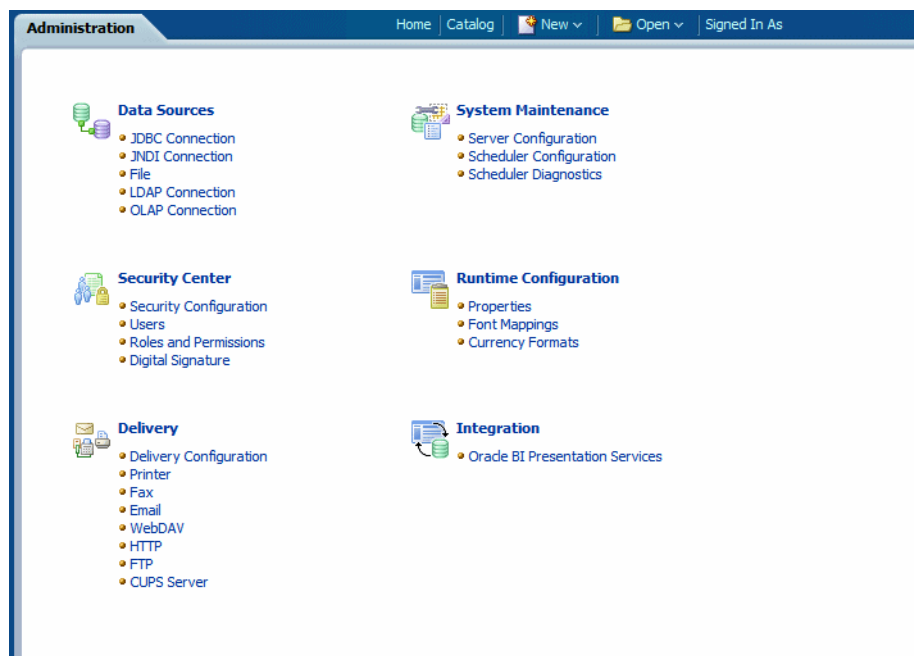 Administration
Home Catalog New Open Signed In As
Data Sources
JDBC Connection
JNDI Connection
File
LDAP Connection
OLAP Connection
System Maintenance
Server Configuration
Scheduler Configuration
Scheduler Diagnostics
Security Center
Security Configuration
Users
Roles and Permissions
Digital Signature
Runtime Configuration
Properties
Font Mappings
Currency Formats
Delivery
Delivery Configuration
Printer
Fax
Email
WebDAV
HTTP
FTP
CUPS Server
Integration
Oracle BI Presentation Services